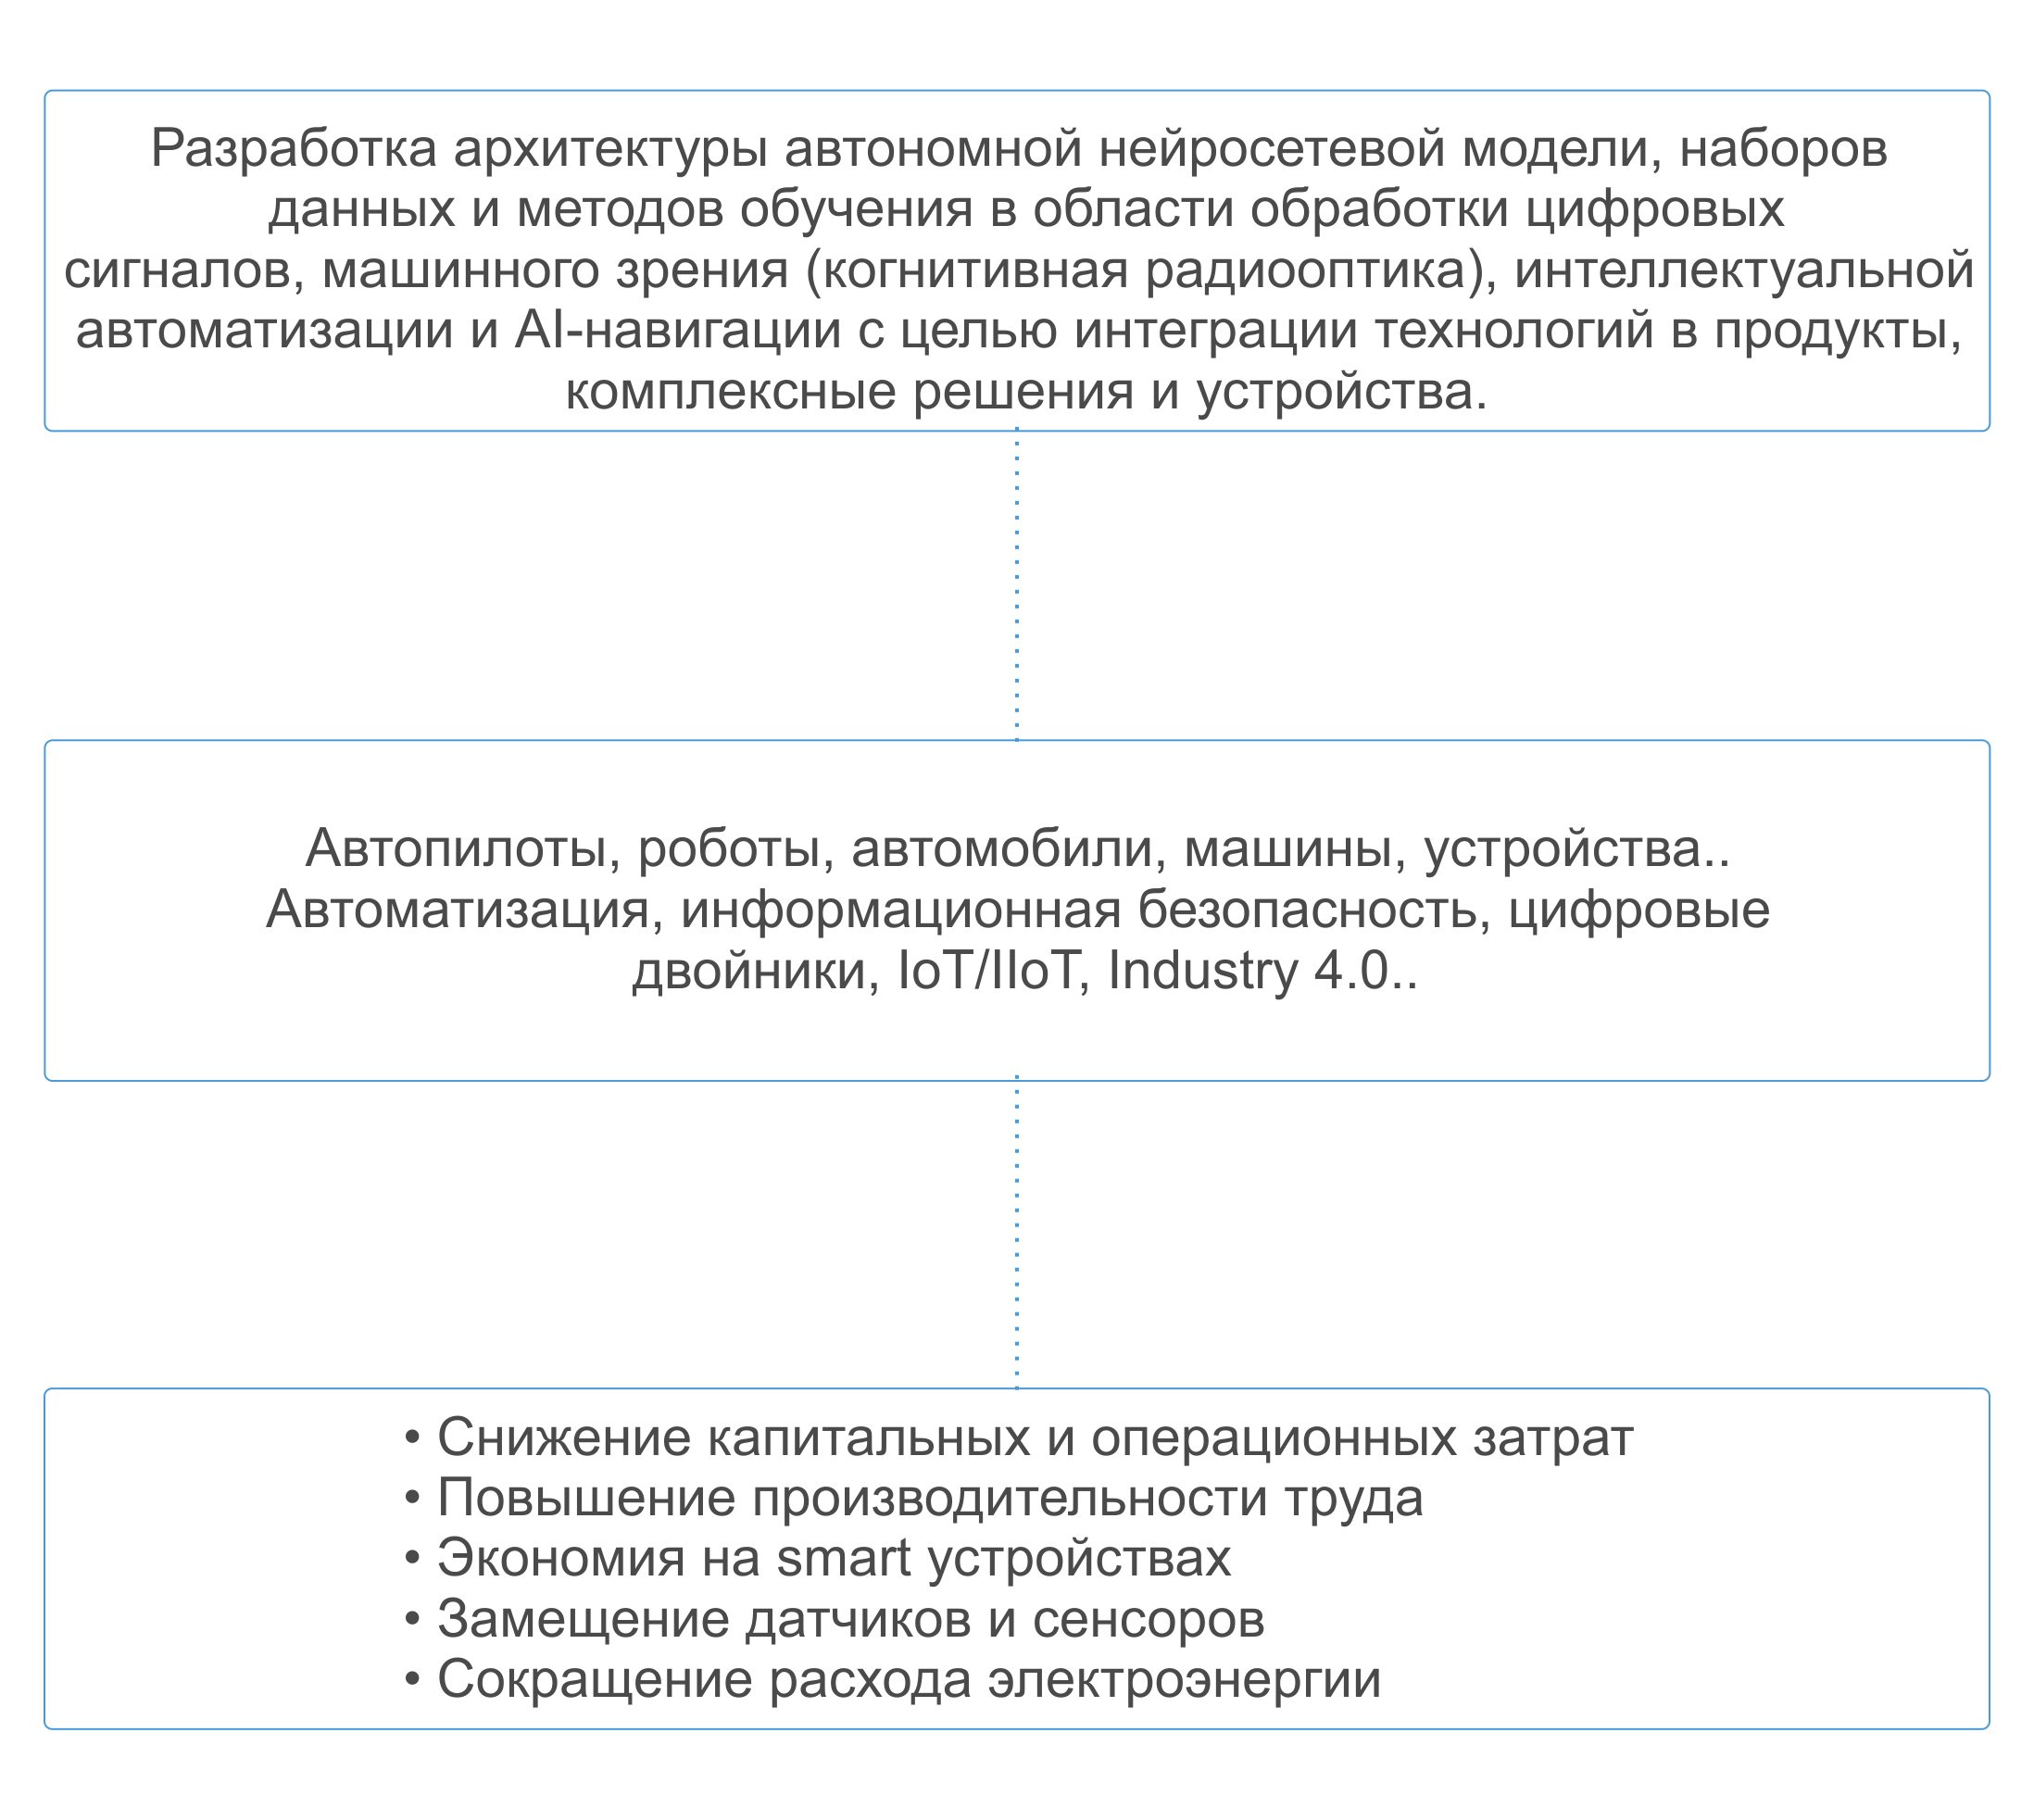 Разработка архитектуры автономной нейросетевой модели, наборов
данных и методов обучения в области обработки цифровых
сигналов, машинного зрения (когнитивная радиооптика), интеллектуальной
автоматизации и AI-навигации с целью интеграции технологий в продукты,
комплексные решения и устройства.
Автопилоты, роботы, автомобили, машины, устройства..
Автоматизация, информационная безопасность, цифровые
двойники, IoT/IIoT, Industry 4.0..
• Снижение капитальных и операционных затрат
• Повышение производительности труда
• Экономия на smart устройствах
• Замещение датчиков и сенсоров
• Сокращение расхода электроэнергии